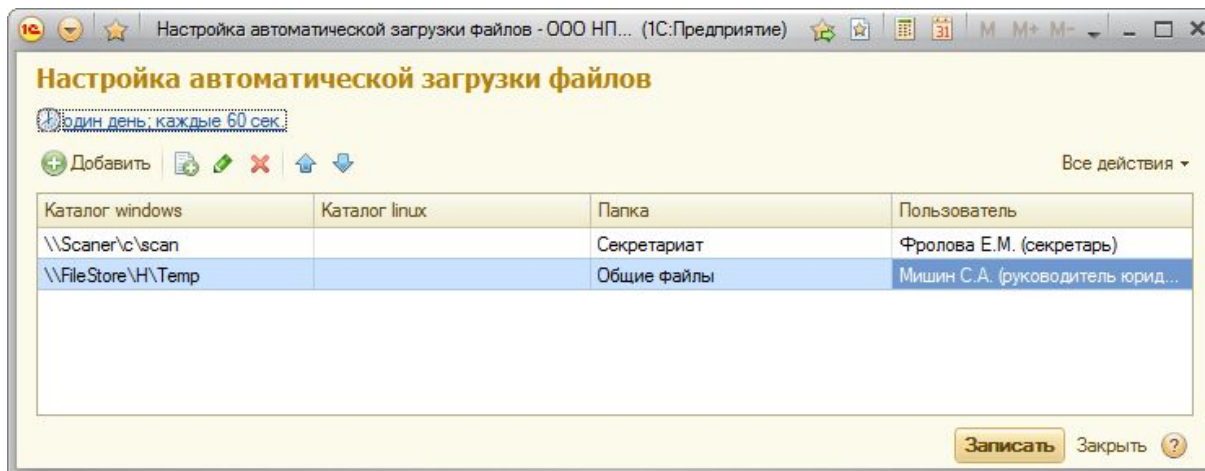 Настройка автоматической загрузки файлов - ООО НП... (1С:Предприятие) 31 M M+ M-
Настройка автоматической загрузки файлов
один день; каждые 60 сек.
Добавить Все действия
Каталог windows Каталог linux Папка Пользователь
\\Scaner\c\scan Секретариат Фролова Е.М. (секретарь)
\\FileStore\H\Temp Общие файлы Мишин С.А. (руководитель юрид...
Записать Закрыть ?